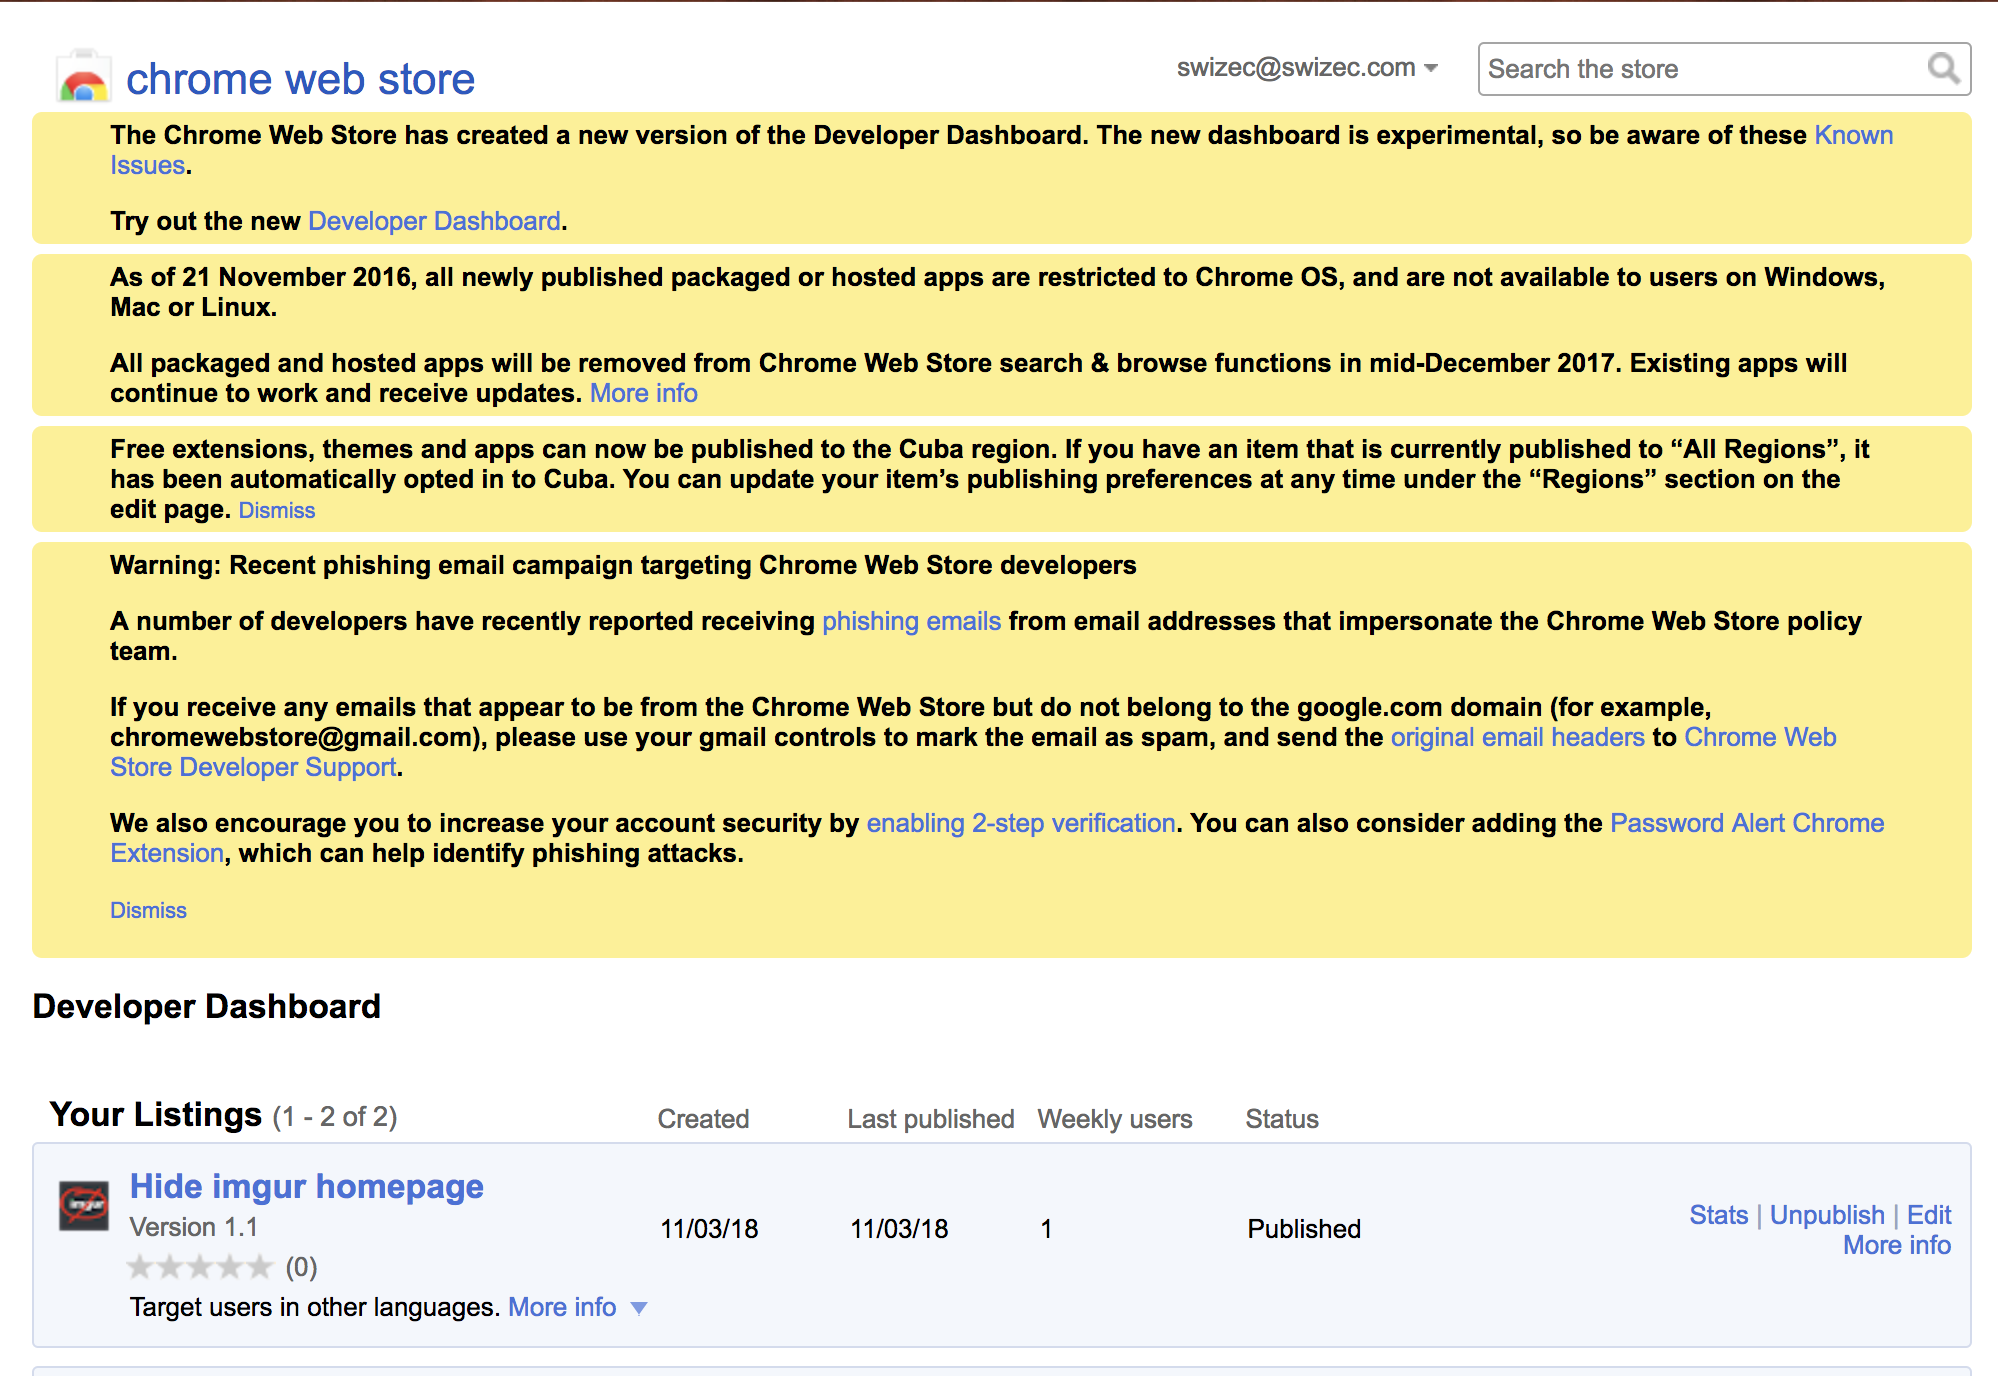 chrome web store
swizec@swizec.com
Search the store
The Chrome Web Store has created a new version of the Developer Dashboard. The new dashboard is experimental, so be aware of these Known
Issues.
Try out the new Developer Dashboard.
As of 21 November 2016, all newly published packaged or hosted apps are restricted to Chrome OS, and are not available to users on Windows,
Mac or Linux.
All packaged and hosted apps will be removed from Chrome Web Store search & browse functions in mid-December 2017. Existing apps will
continue to work and receive updates. More info
Free extensions, themes and apps can now be published to the Cuba region. If you have an item that is currently published to “All Regions”, it
has been automatically opted in to Cuba. You can update your item’s publishing preferences at any time under the “Regions” section on the
edit page. Dismiss
Warning: Recent phishing email campaign targeting Chrome Web Store developers
A number of developers have recently reported receiving phishing emails from email addresses that impersonate the Chrome Web Store policy
team.
If you receive any emails that appear to be from the Chrome Web Store but do not belong to the google.com domain (for example,
chromewebstore@gmail.com), please use your gmail controls to mark the email as spam, and send the original email headers to Chrome Web
Store Developer Support.
We also encourage you to increase your account security by enabling 2-step verification. You can also consider adding the Password Alert Chrome
Extension, which can help identify phishing attacks.
Dismiss
Developer Dashboard
Your Listings (1 - 2 of 2) Created Last published Weekly users Status
imgur
Hide imgur homepage
Version 1.1
11/03/18 11/03/18 1 Published
Stats | Unpublish | Edit
More info
(0)
Target users in other languages. More info